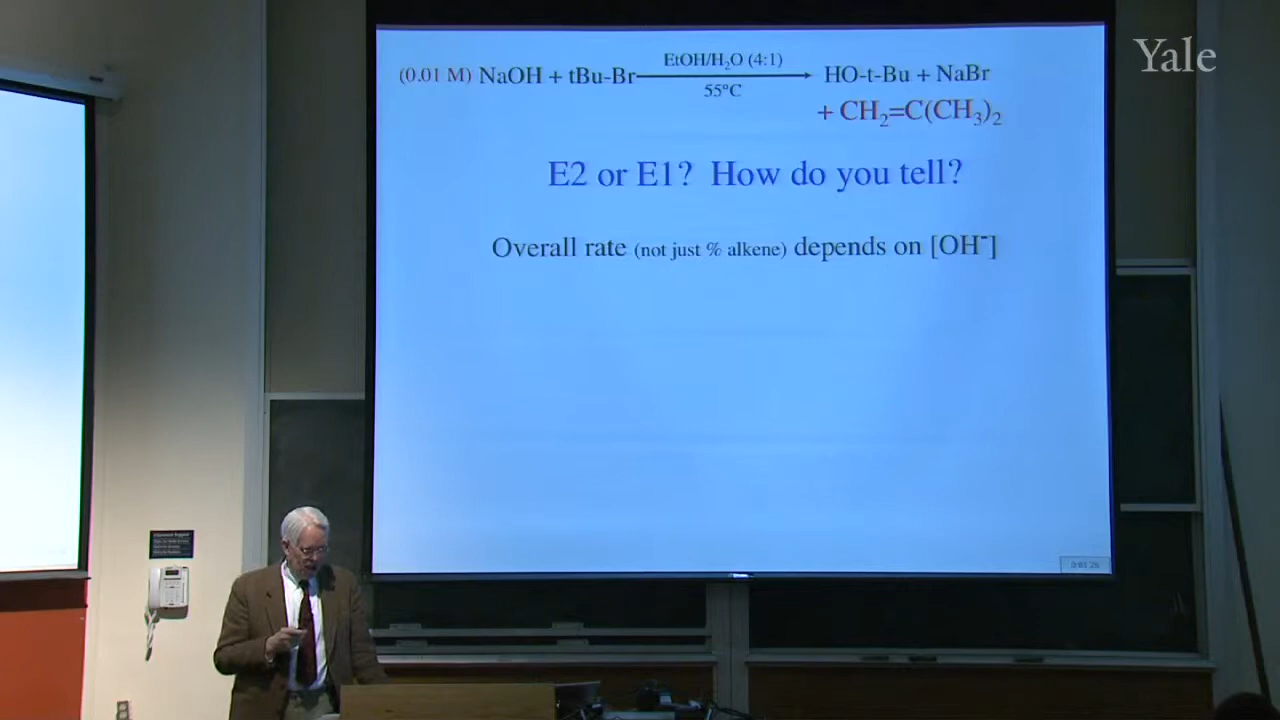 Yale
(0.01 M) NaOH + tBu-Br
EtOH/H₂O (4:1)
55°C
HO-t-Bu + NaBr
+ CH₂=C(CH₃)₂
E2 or E1? How do you tell?
Overall rate (not just % alkene) depends on [OH⁻]